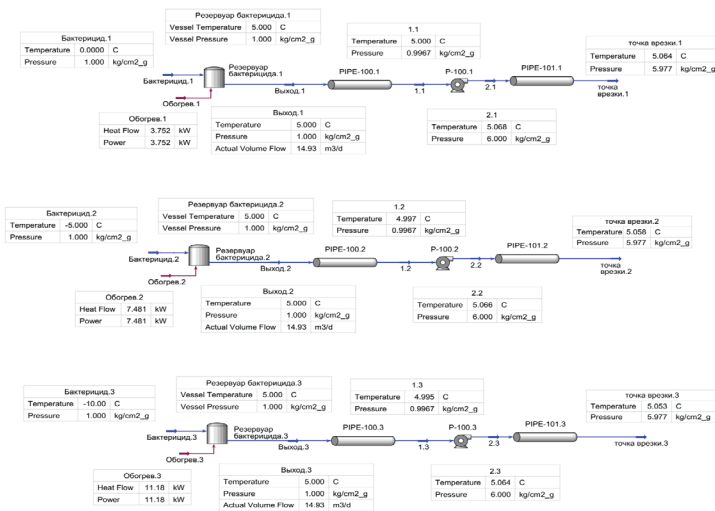 Резервуар бактерицида.1
Vessel Temperature 5.000 C
Vessel Pressure 1.000 kg/cm2_g
1.1
Temperature 5.000 C
Pressure 0.9967 kg/cm2_g
Бактерицид.1
Temperature 0.0000 C
Pressure 1.000 kg/cm2_g
точка врезки.1
Temperature 5.064 C
Pressure 5.977 kg/cm2_g
Бактерицид.1
Резервуар
бактерицида.1
PIPE-100.1
P-100.1
PIPE-101.1
Выход.1
1.1
2.1
точка
врезки.1
Обогрев.1
Обогрев.1
Heat Flow 3.752 kW
Power 3.752 kW
Выход.1
Temperature 5.000 C
Pressure 1.000 kg/cm2_g
Actual Volume Flow 14.93 m3/d
2.1
Temperature 5.068 C
Pressure 6.000 kg/cm2_g
Резервуар бактерицида.2
Vessel Temperature 5.000 C
Vessel Pressure 1.000 kg/cm2_g
1.2
Temperature 4.997 C
Pressure 0.9967 kg/cm2_g
Бактерицид.2
Temperature -5.000 C
Pressure 1.000 kg/cm2_g
точка врезки.2
Temperature 5.058 C
Pressure 5.977 kg/cm2_g
Бактерицид.2
Резервуар
бактерицида.2
PIPE-100.2
P-100.2
PIPE-101.2
Выход.2
1.2
2.2
точка
врезки.2
Обогрев.2
Обогрев.2
Heat Flow 7.481 kW
Power 7.481 kW
Выход.2
Temperature 5.000 C
Pressure 1.000 kg/cm2_g
Actual Volume Flow 14.93 m3/d
2.2
Temperature 5.066 C
Pressure 6.000 kg/cm2_g
Резервуар бактерицида.3
Vessel Temperature 5.000 C
Vessel Pressure 1.000 kg/cm2_g
1.3
Temperature 4.995 C
Pressure 0.9967 kg/cm2_g
Бактерицид.3
Temperature -10.00 C
Pressure 1.000 kg/cm2_g
точка врезки.3
Temperature 5.053 C
Pressure 5.977 kg/cm2_g
Бактерицид.3
Резервуар
бактерицида.3
PIPE-100.3
P-100.3
PIPE-101.3
Выход.3
1.3
2.3
точка врезки.3
Обогрев.3
Обогрев.3
Heat Flow 11.18 kW
Power 11.18 kW
Выход.3
Temperature 5.000 C
Pressure 1.000 kg/cm2_g
Actual Volume Flow 14.93 m3/d
2.3
Temperature 5.064 C
Pressure 6.000 kg/cm2_g